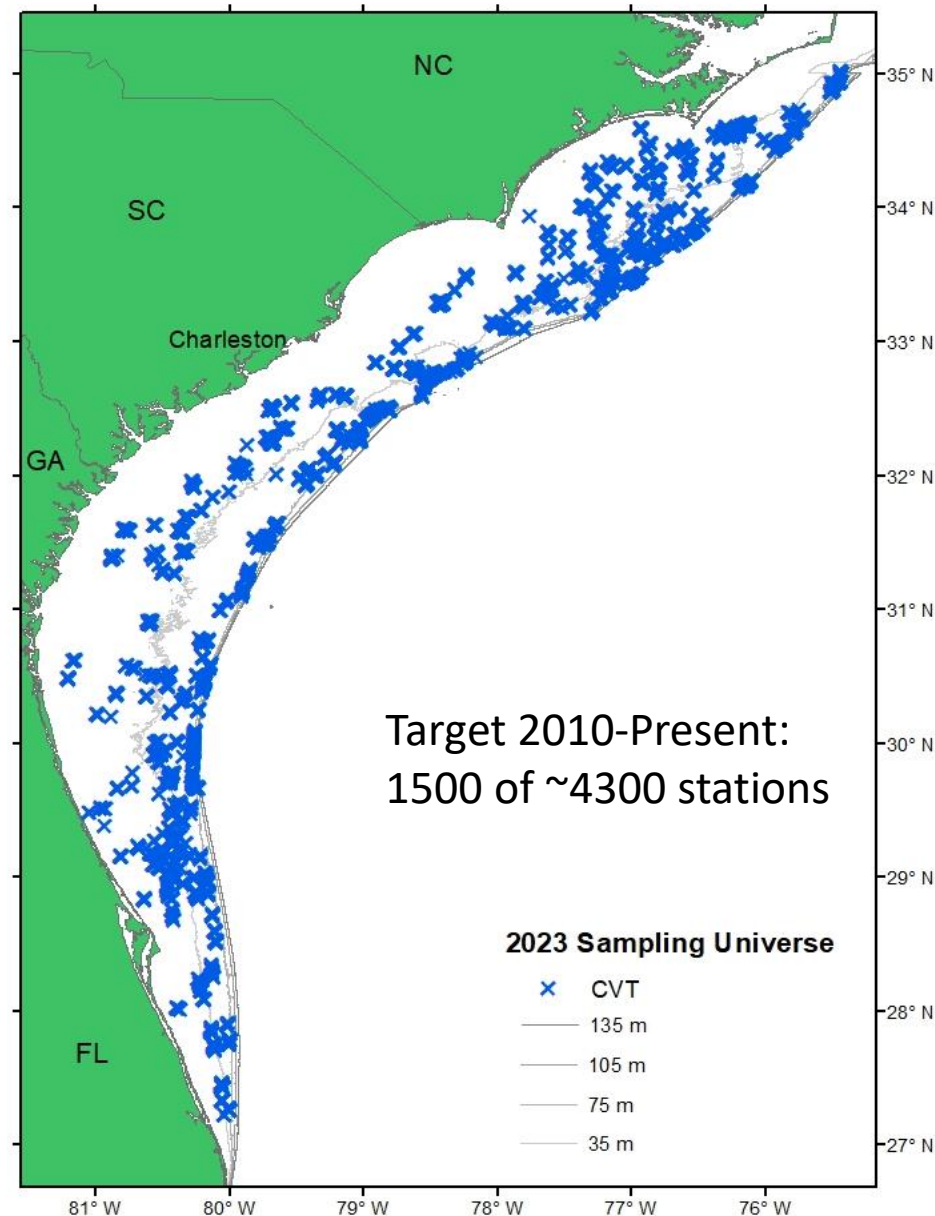 NC
SC
Charleston
GA
FL
35° N
34° N
33° N
32° N
31° N
30° N
29° N
28° N
27° N
Target 2010-Present:
1500 of ~4300 stations
2023 Sampling Universe
CVT
135 m
105 m
75 m
35 m
81° W
80° W
79° W
78° W
77° W
76° W